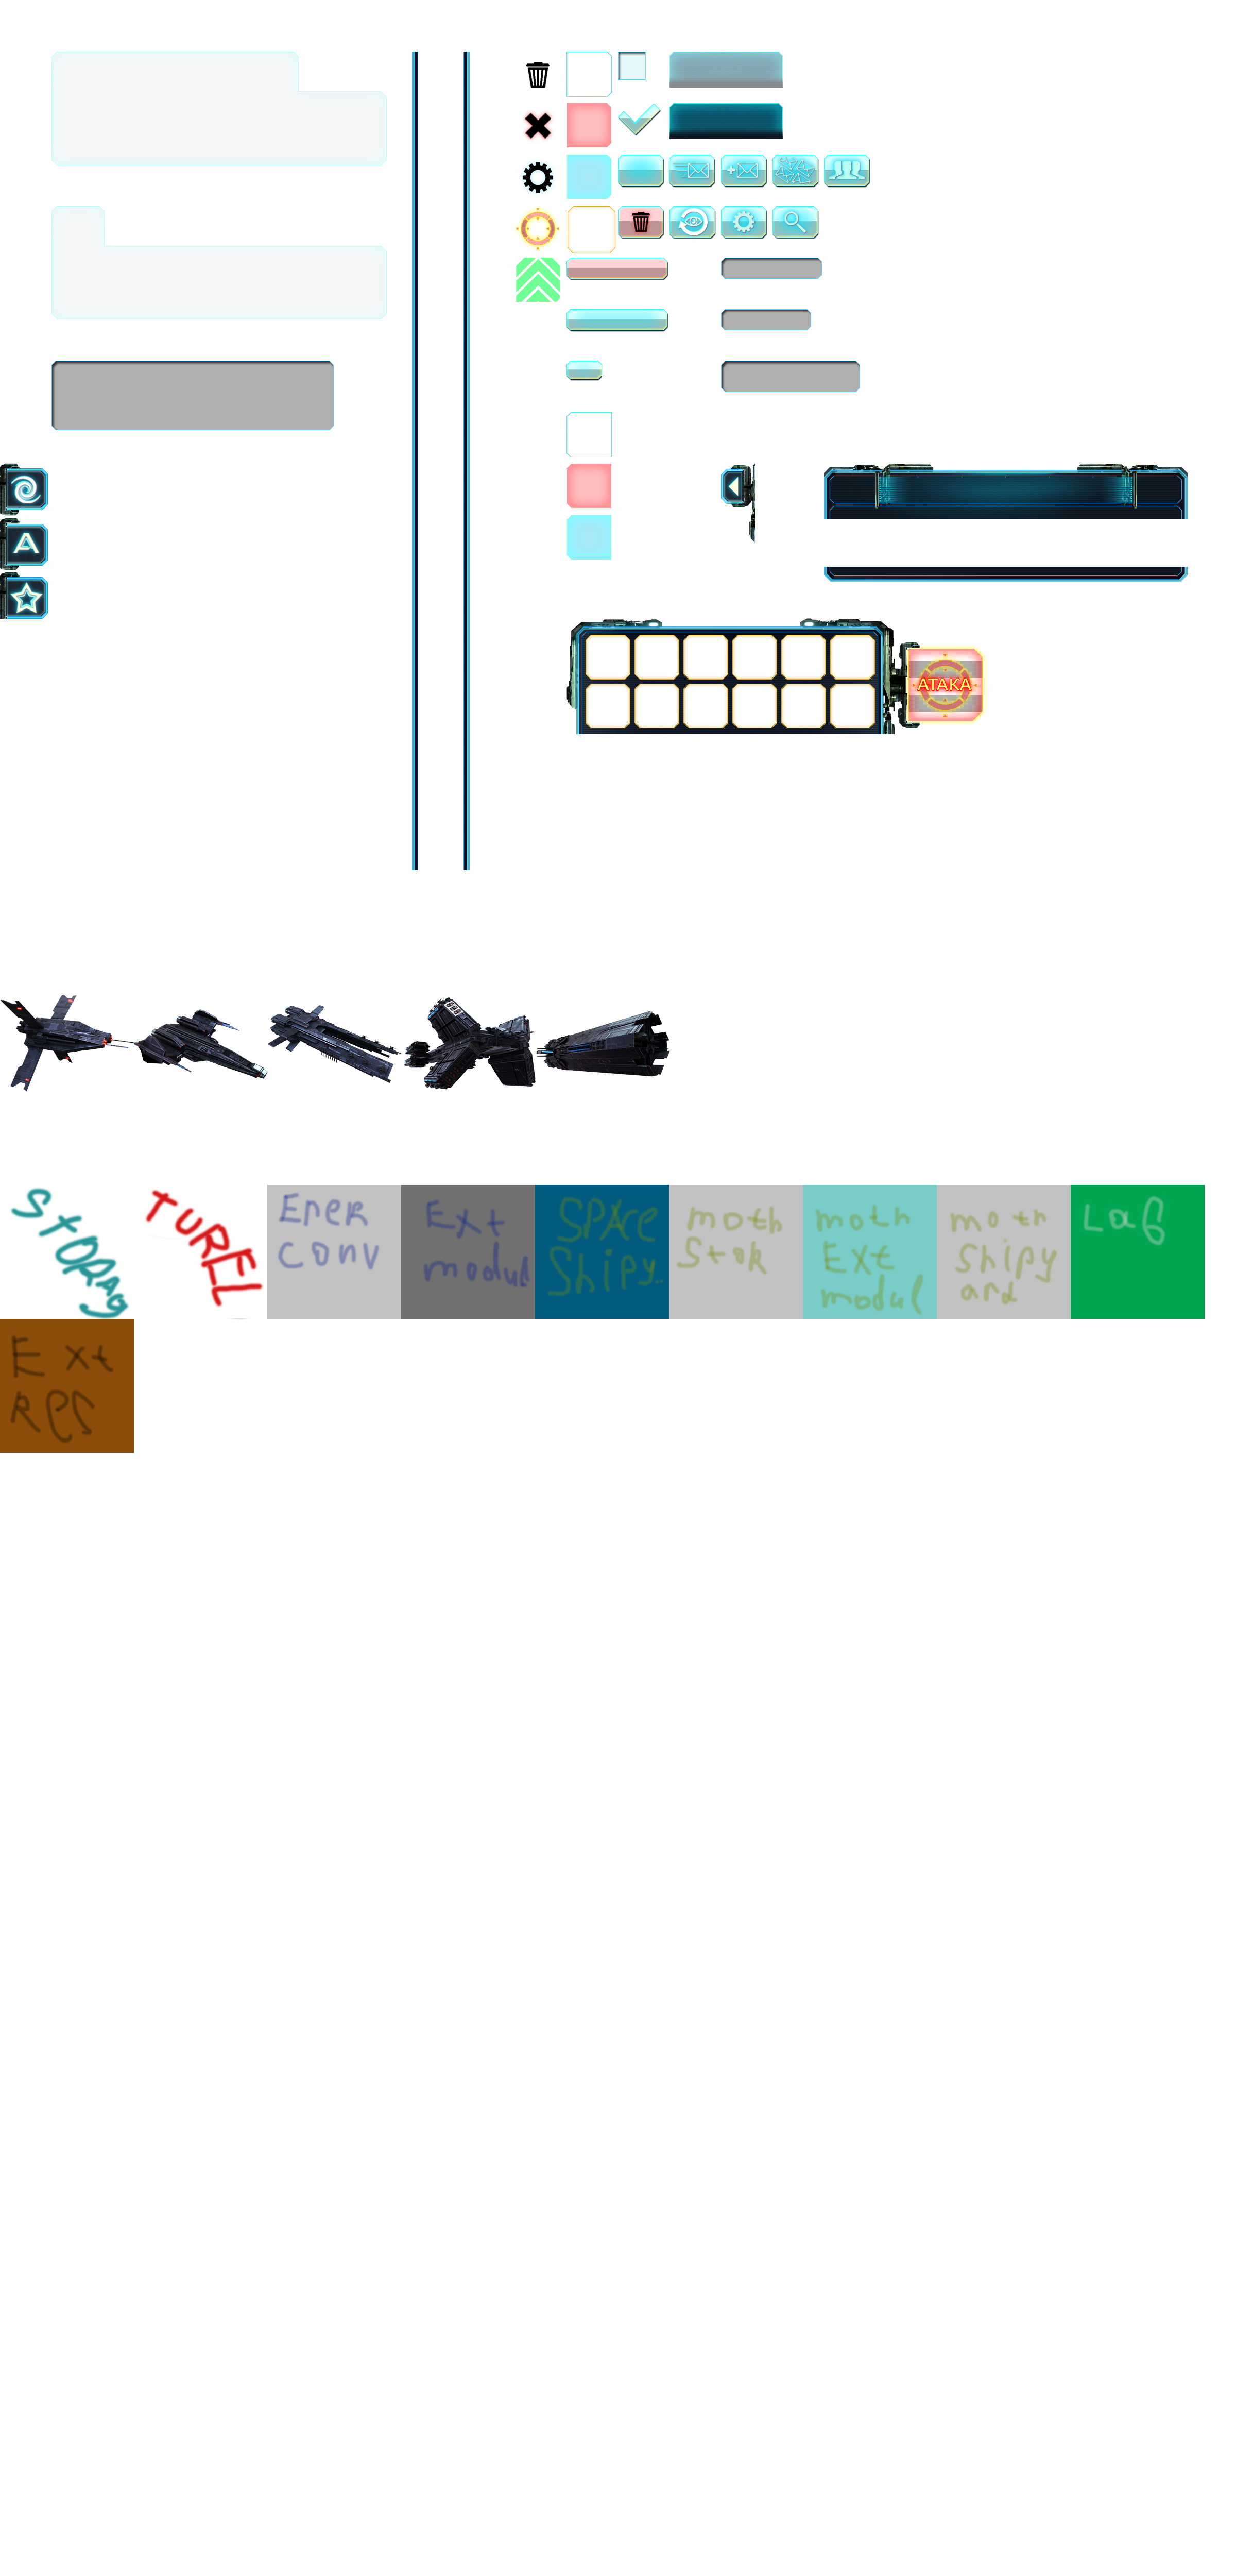 A
ATAKA
STORAG
TUREL
Ener
conv
Ext
modul
SPACe
Shipy..
moth
Stok
moth
EXt
modul
moth
Shipy
ard
Lab
Ext
Res